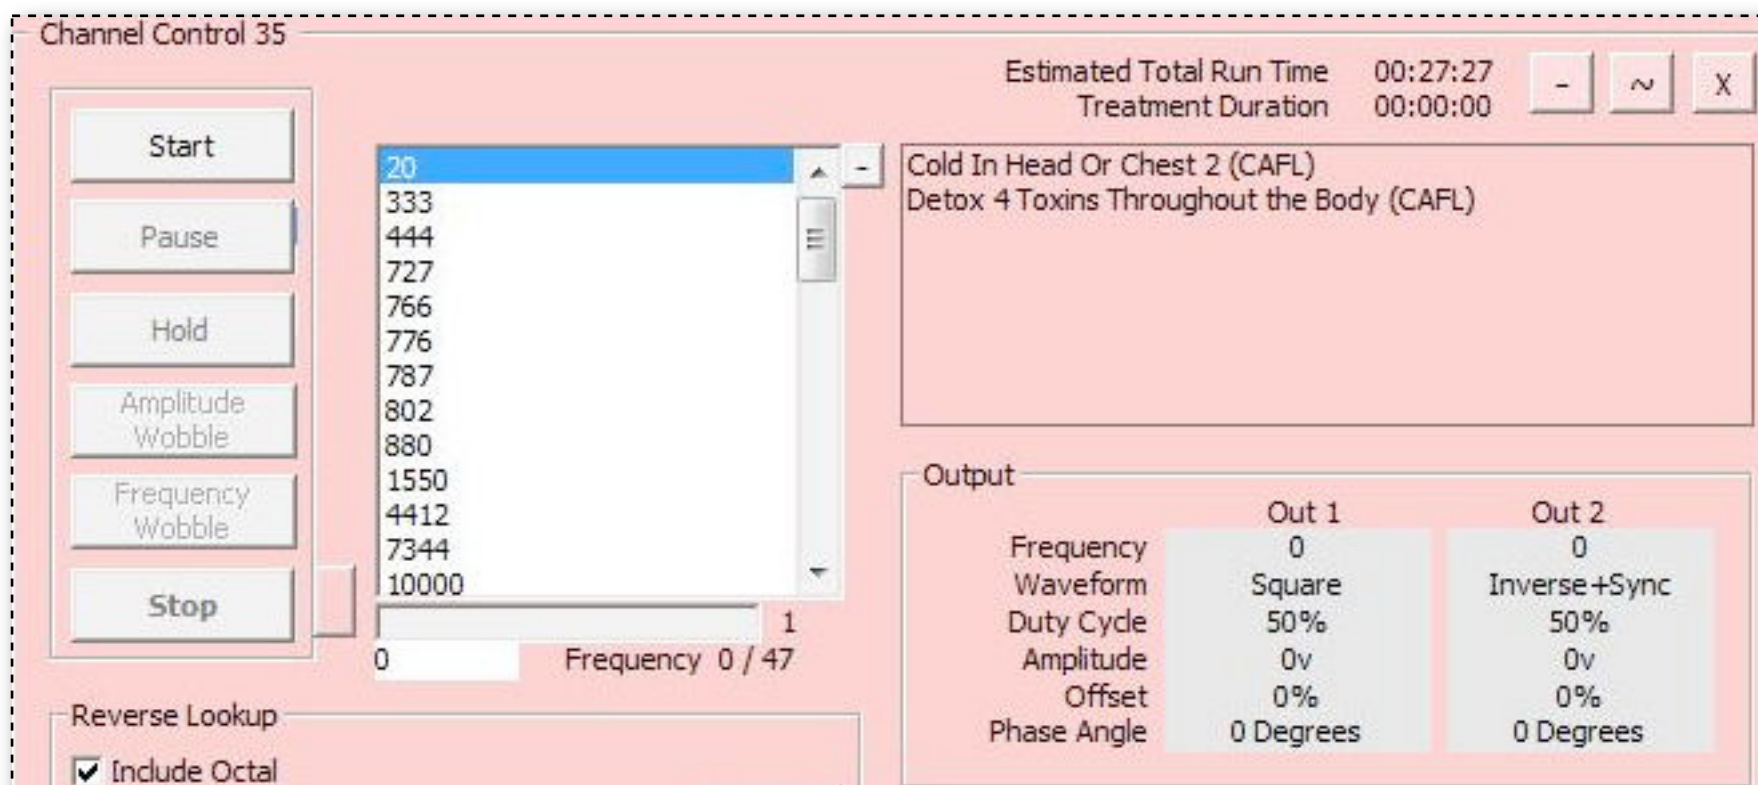 Channel Control 35
Estimated Total Run Time 00:27:27
Treatment Duration 00:00:00
- ~ X
Start
Pause
Hold
Amplitude
Wobble
Frequency
Wobble
Stop
20
333
444
727
766
776
787
802
880
1550
4412
7344
10000
-
1
0 Frequency 0 / 47
Cold In Head Or Chest 2 (CAFL)
Detox 4 Toxins Throughout the Body (CAFL)
Output
Out 1 Out 2
Frequency 0 0
Waveform Square Inverse+Sync
Duty Cycle 50% 50%
Amplitude 0v 0v
Offset 0% 0%
Phase Angle 0 Degrees 0 Degrees
Reverse Lookup
Include Octal